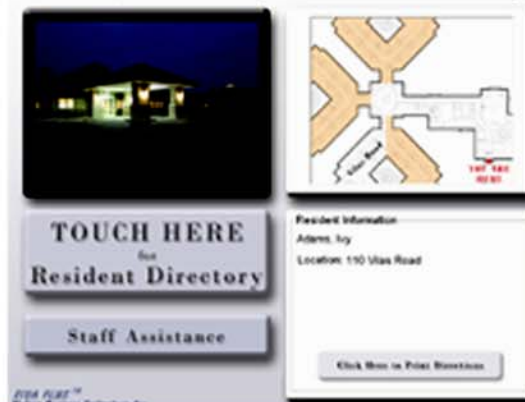 TOUCH HERE
for
Resident Directory
Staff Assistance
Vilas Road
YOU ARE
HERE
Resident Information
Adams, Ivy
Location: 110 Vilas Road
Click Here to Print Directions